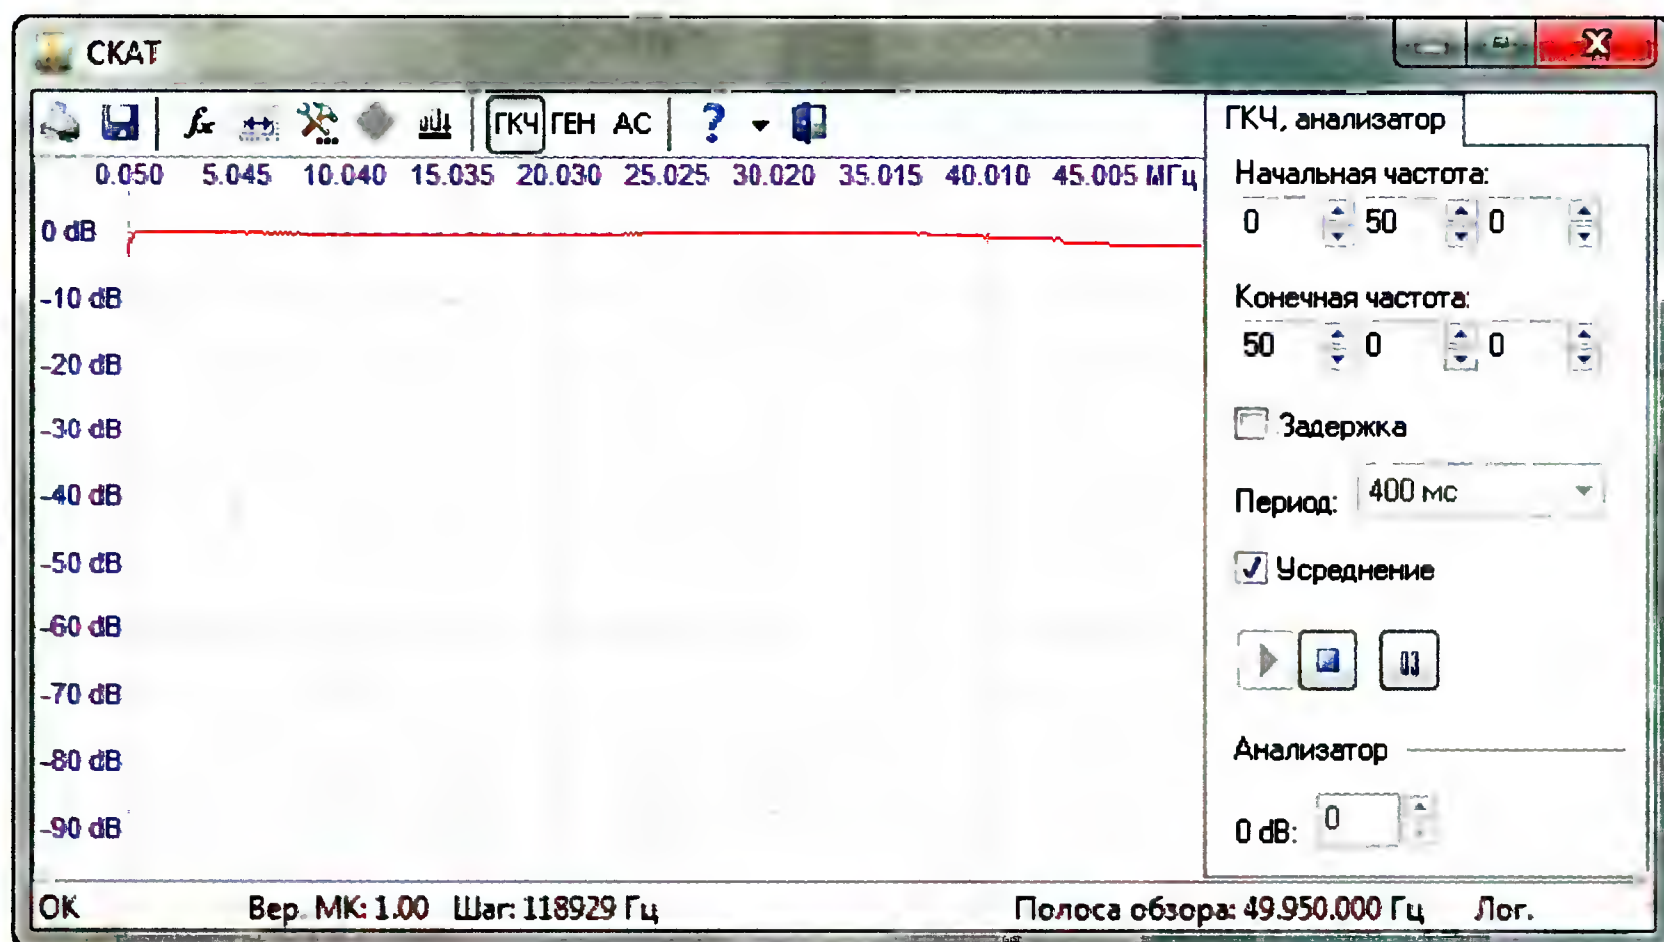 СКАТ
fx ГКЧ ГЕН АС ?
ГКЧ, анализатор
0.050 5.045 10.040 15.035 20.030 25.025 30.020 35.015 40.010 45.005 МГц
Начальная частота:
0 50 0
0 dB
-10 dB
-20 dB
-30 dB
-40 dB
-50 dB
-60 dB
-70 dB
-80 dB
-90 dB
Конечная частота:
50 0 0
Задержка
Период: 400 мс
Усреднение
Анализатор
0 dB: 0
OK Вер. МК: 1.00 Шаг: 118929 Гц Полоса обзора: 49.950.000 Гц Лог.